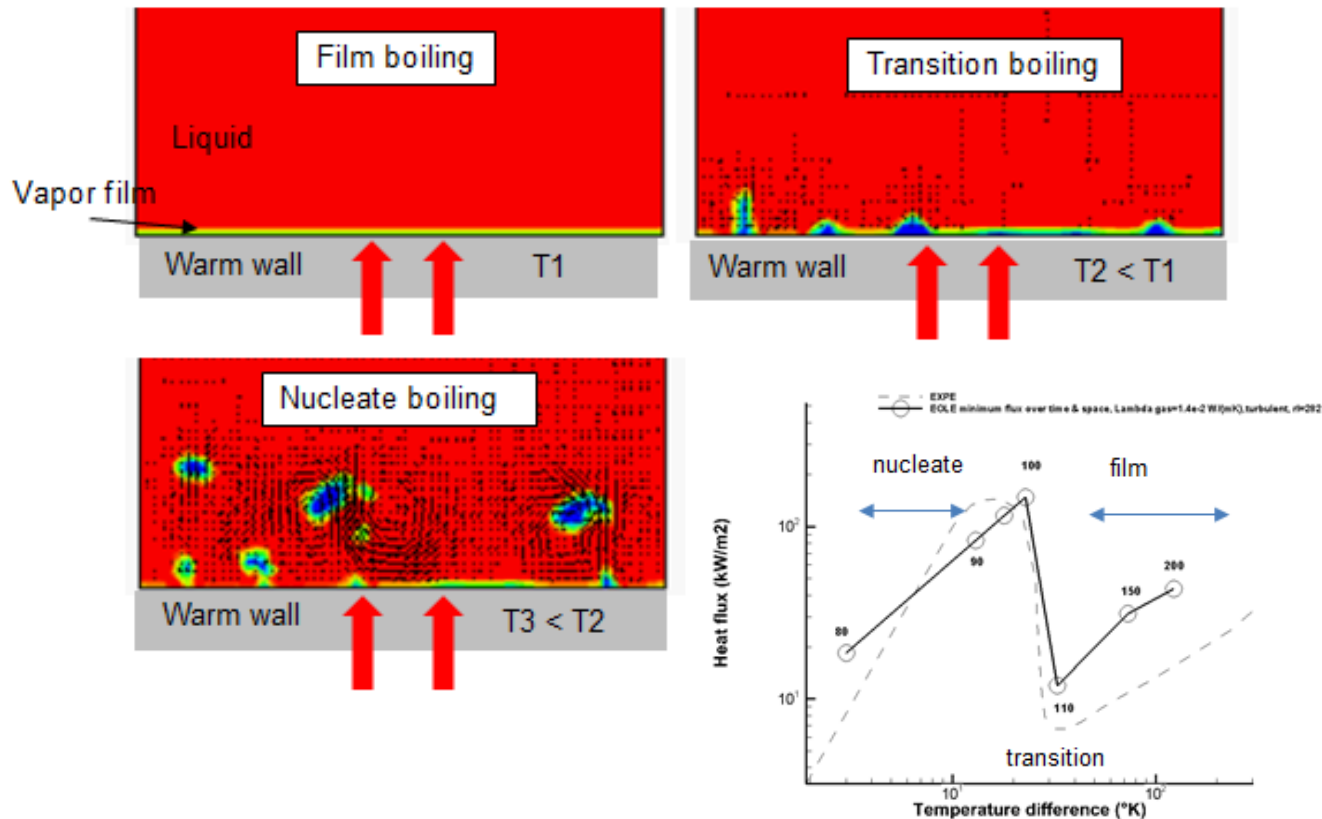 Film boiling
Liquid
Vapor film
Warm wall T1
Transition boiling
Warm wall T2 < T1
Nucleate boiling
Warm wall T3 < T2
EXPE
EOLE minimum flux over time & space, Lambda gas=1.4e-2 W/(mK), turbulent, rl=282
nucleate
film
transition
80
90
100
110
150
200
Heat flux (kW/m2)
10²
10¹
10¹
10²
Temperature difference (°K)